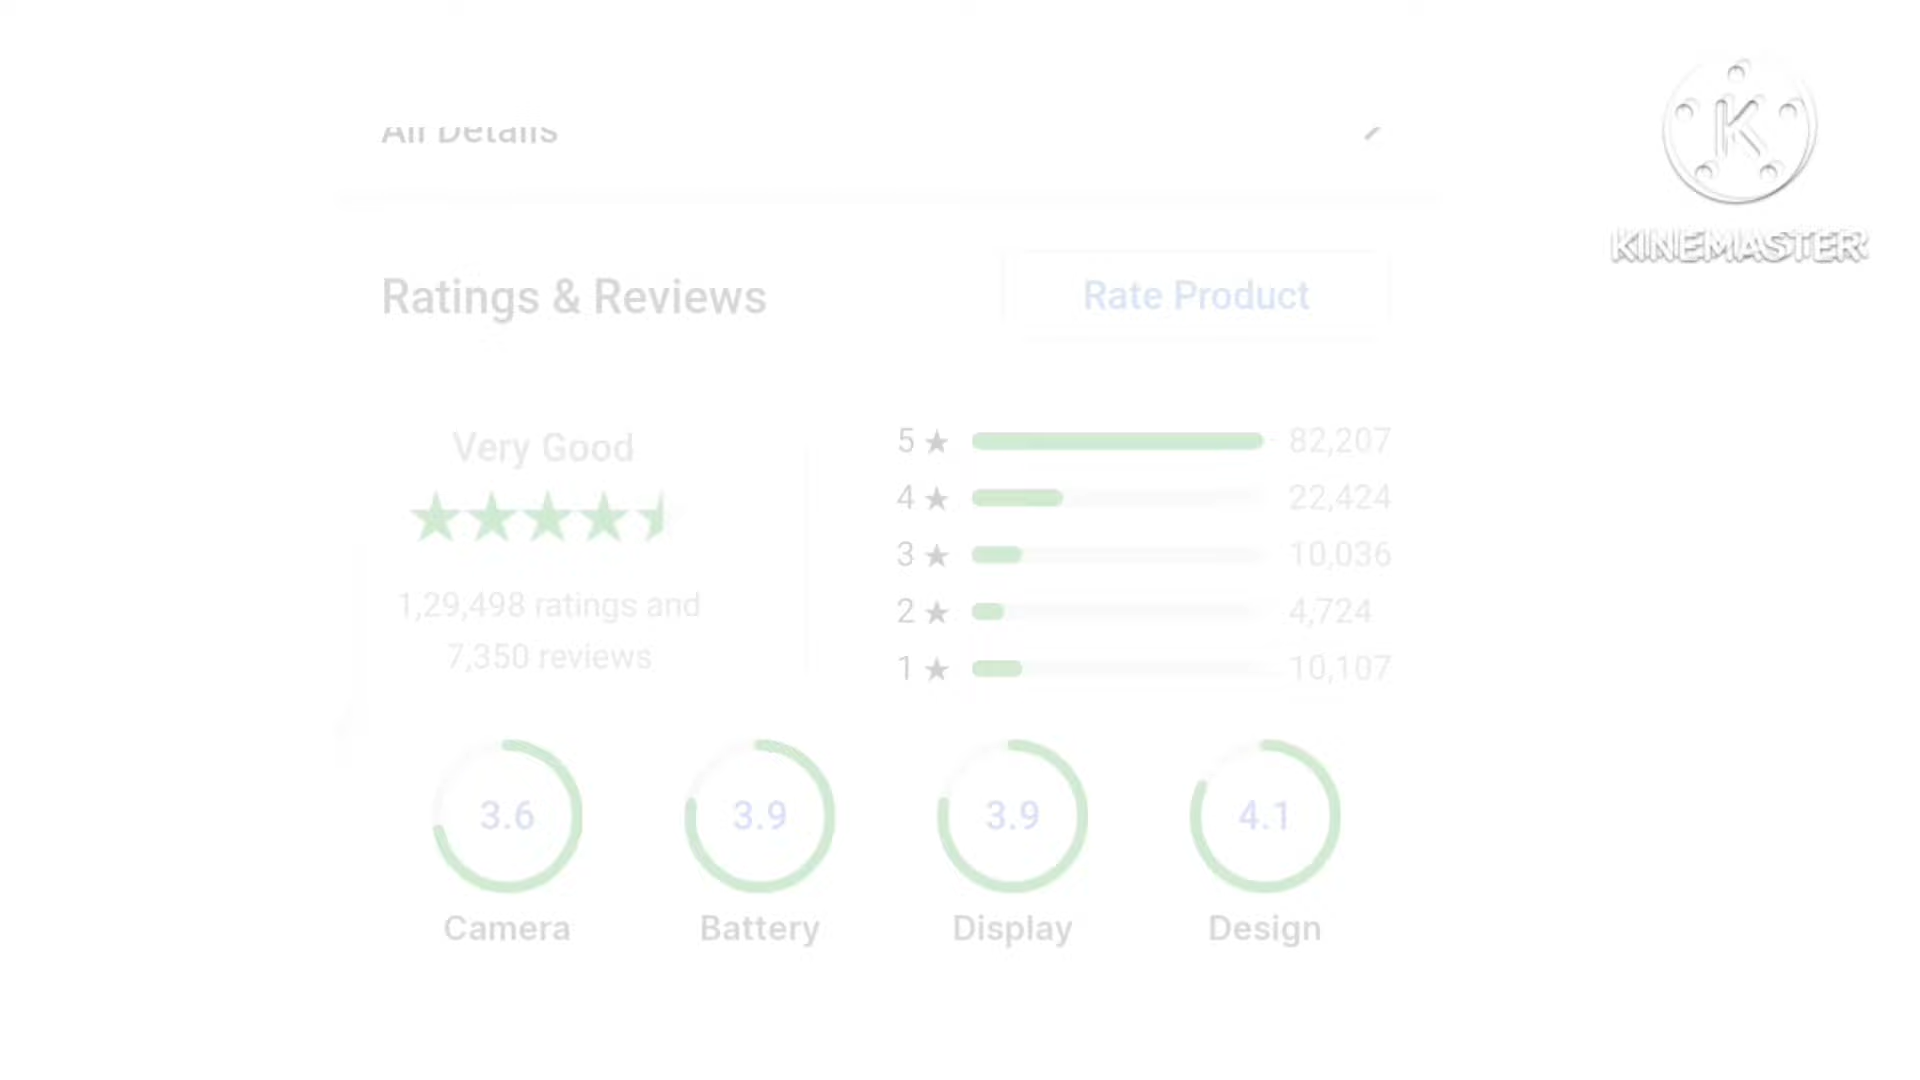 All Details
K
KINEMASTER
Ratings & Reviews
Rate Product
Very Good
1,29,498 ratings and
7,350 reviews
5 ★ 82,207
4 ★ 22,424
3 ★ 10,036
2 ★ 4,724
1 ★ 10,107
3.6 3.9 3.9 4.1
Camera Battery Display Design